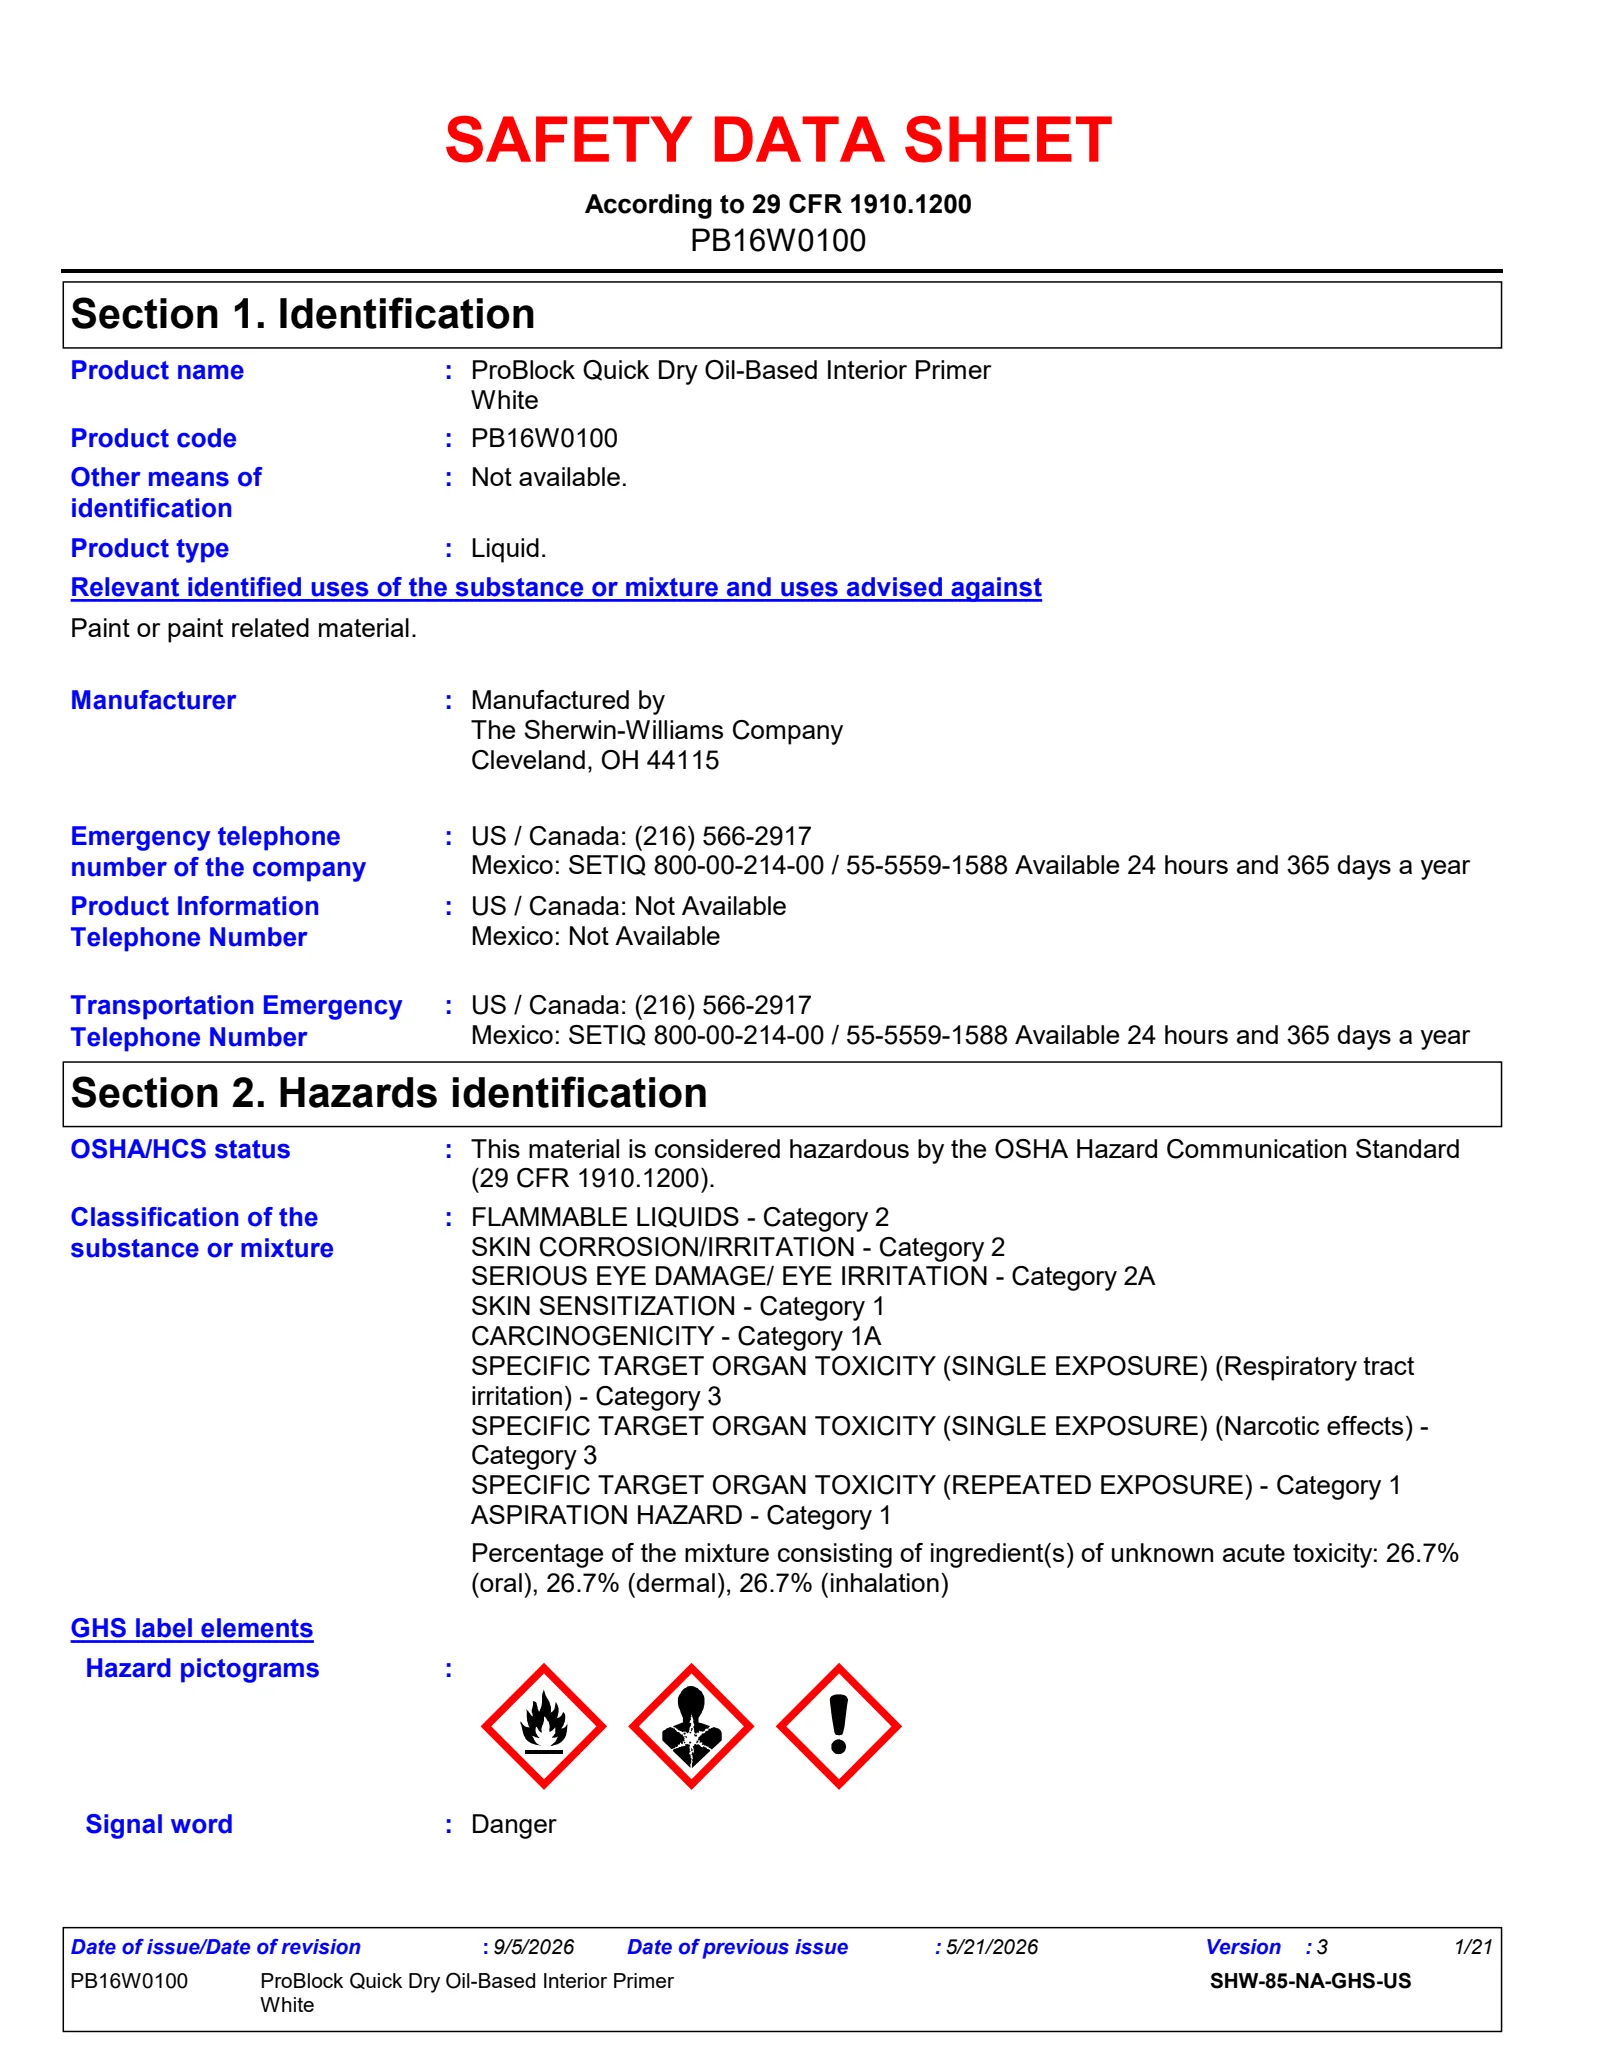 SAFETY DATA SHEET
According to 29 CFR 1910.1200
PB16W0100
Section 1. Identification
Product name : ProBlock Quick Dry Oil-Based Interior Primer
White
Product code : PB16W0100
Other means of : Not available.
identification
Product type : Liquid.
Relevant identified uses of the substance or mixture and uses advised against
Paint or paint related material.
Manufacturer : Manufactured by
The Sherwin-Williams Company
Cleveland, OH 44115
Emergency telephone : US / Canada: (216) 566-2917
number of the company Mexico: SETIQ 800-00-214-00 / 55-5559-1588 Available 24 hours and 365 days a year
Product Information : US / Canada: Not Available
Telephone Number Mexico: Not Available
Transportation Emergency : US / Canada: (216) 566-2917
Telephone Number Mexico: SETIQ 800-00-214-00 / 55-5559-1588 Available 24 hours and 365 days a year
Section 2. Hazards identification
OSHA/HCS status : This material is considered hazardous by the OSHA Hazard Communication Standard
(29 CFR 1910.1200).
Classification of the : FLAMMABLE LIQUIDS - Category 2
substance or mixture SKIN CORROSION/IRRITATION - Category 2
SERIOUS EYE DAMAGE/ EYE IRRITATION - Category 2A
SKIN SENSITIZATION - Category 1
CARCINOGENICITY - Category 1A
SPECIFIC TARGET ORGAN TOXICITY (SINGLE EXPOSURE) (Respiratory tract
irritation) - Category 3
SPECIFIC TARGET ORGAN TOXICITY (SINGLE EXPOSURE) (Narcotic effects) -
Category 3
SPECIFIC TARGET ORGAN TOXICITY (REPEATED EXPOSURE) - Category 1
ASPIRATION HAZARD - Category 1
Percentage of the mixture consisting of ingredient(s) of unknown acute toxicity: 26.7%
(oral), 26.7% (dermal), 26.7% (inhalation)
GHS label elements
Hazard pictograms :
Signal word : Danger
Date of issue/Date of revision : 9/5/2026 Date of previous issue : 5/21/2026 Version : 3 1/21
PB16W0100 ProBlock Quick Dry Oil-Based Interior Primer SHW-85-NA-GHS-US
White